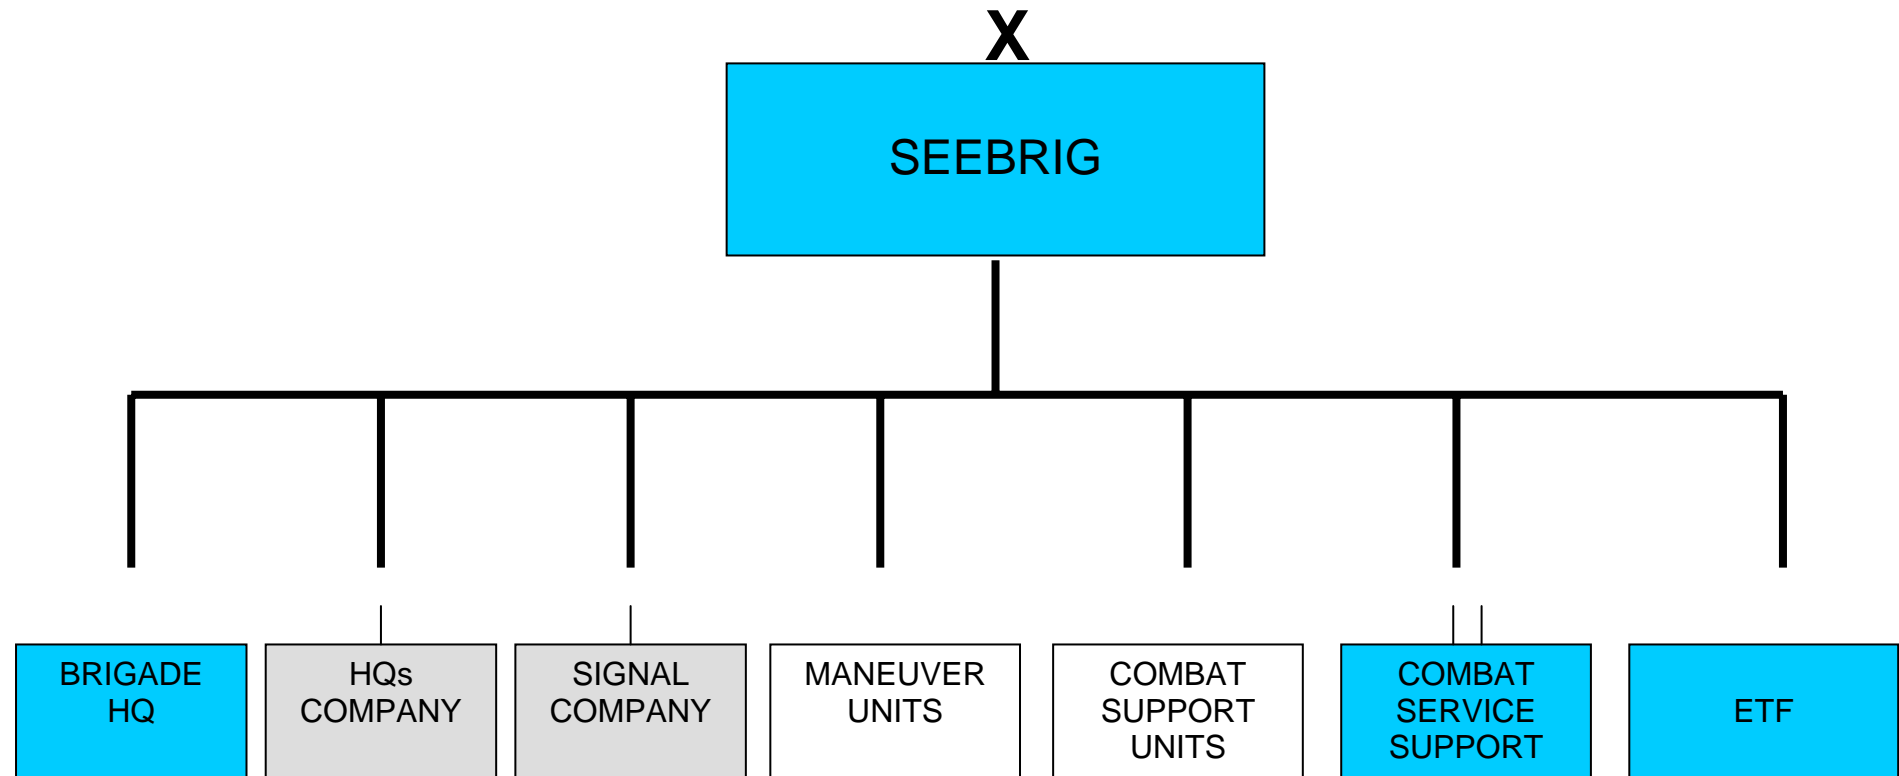 X
SEEBRIG
BRIGADE
HQ
HQs
COMPANY
SIGNAL
COMPANY
MANEUVER
UNITS
COMBAT
SUPPORT
UNITS
COMBAT
SERVICE
SUPPORT
ETF